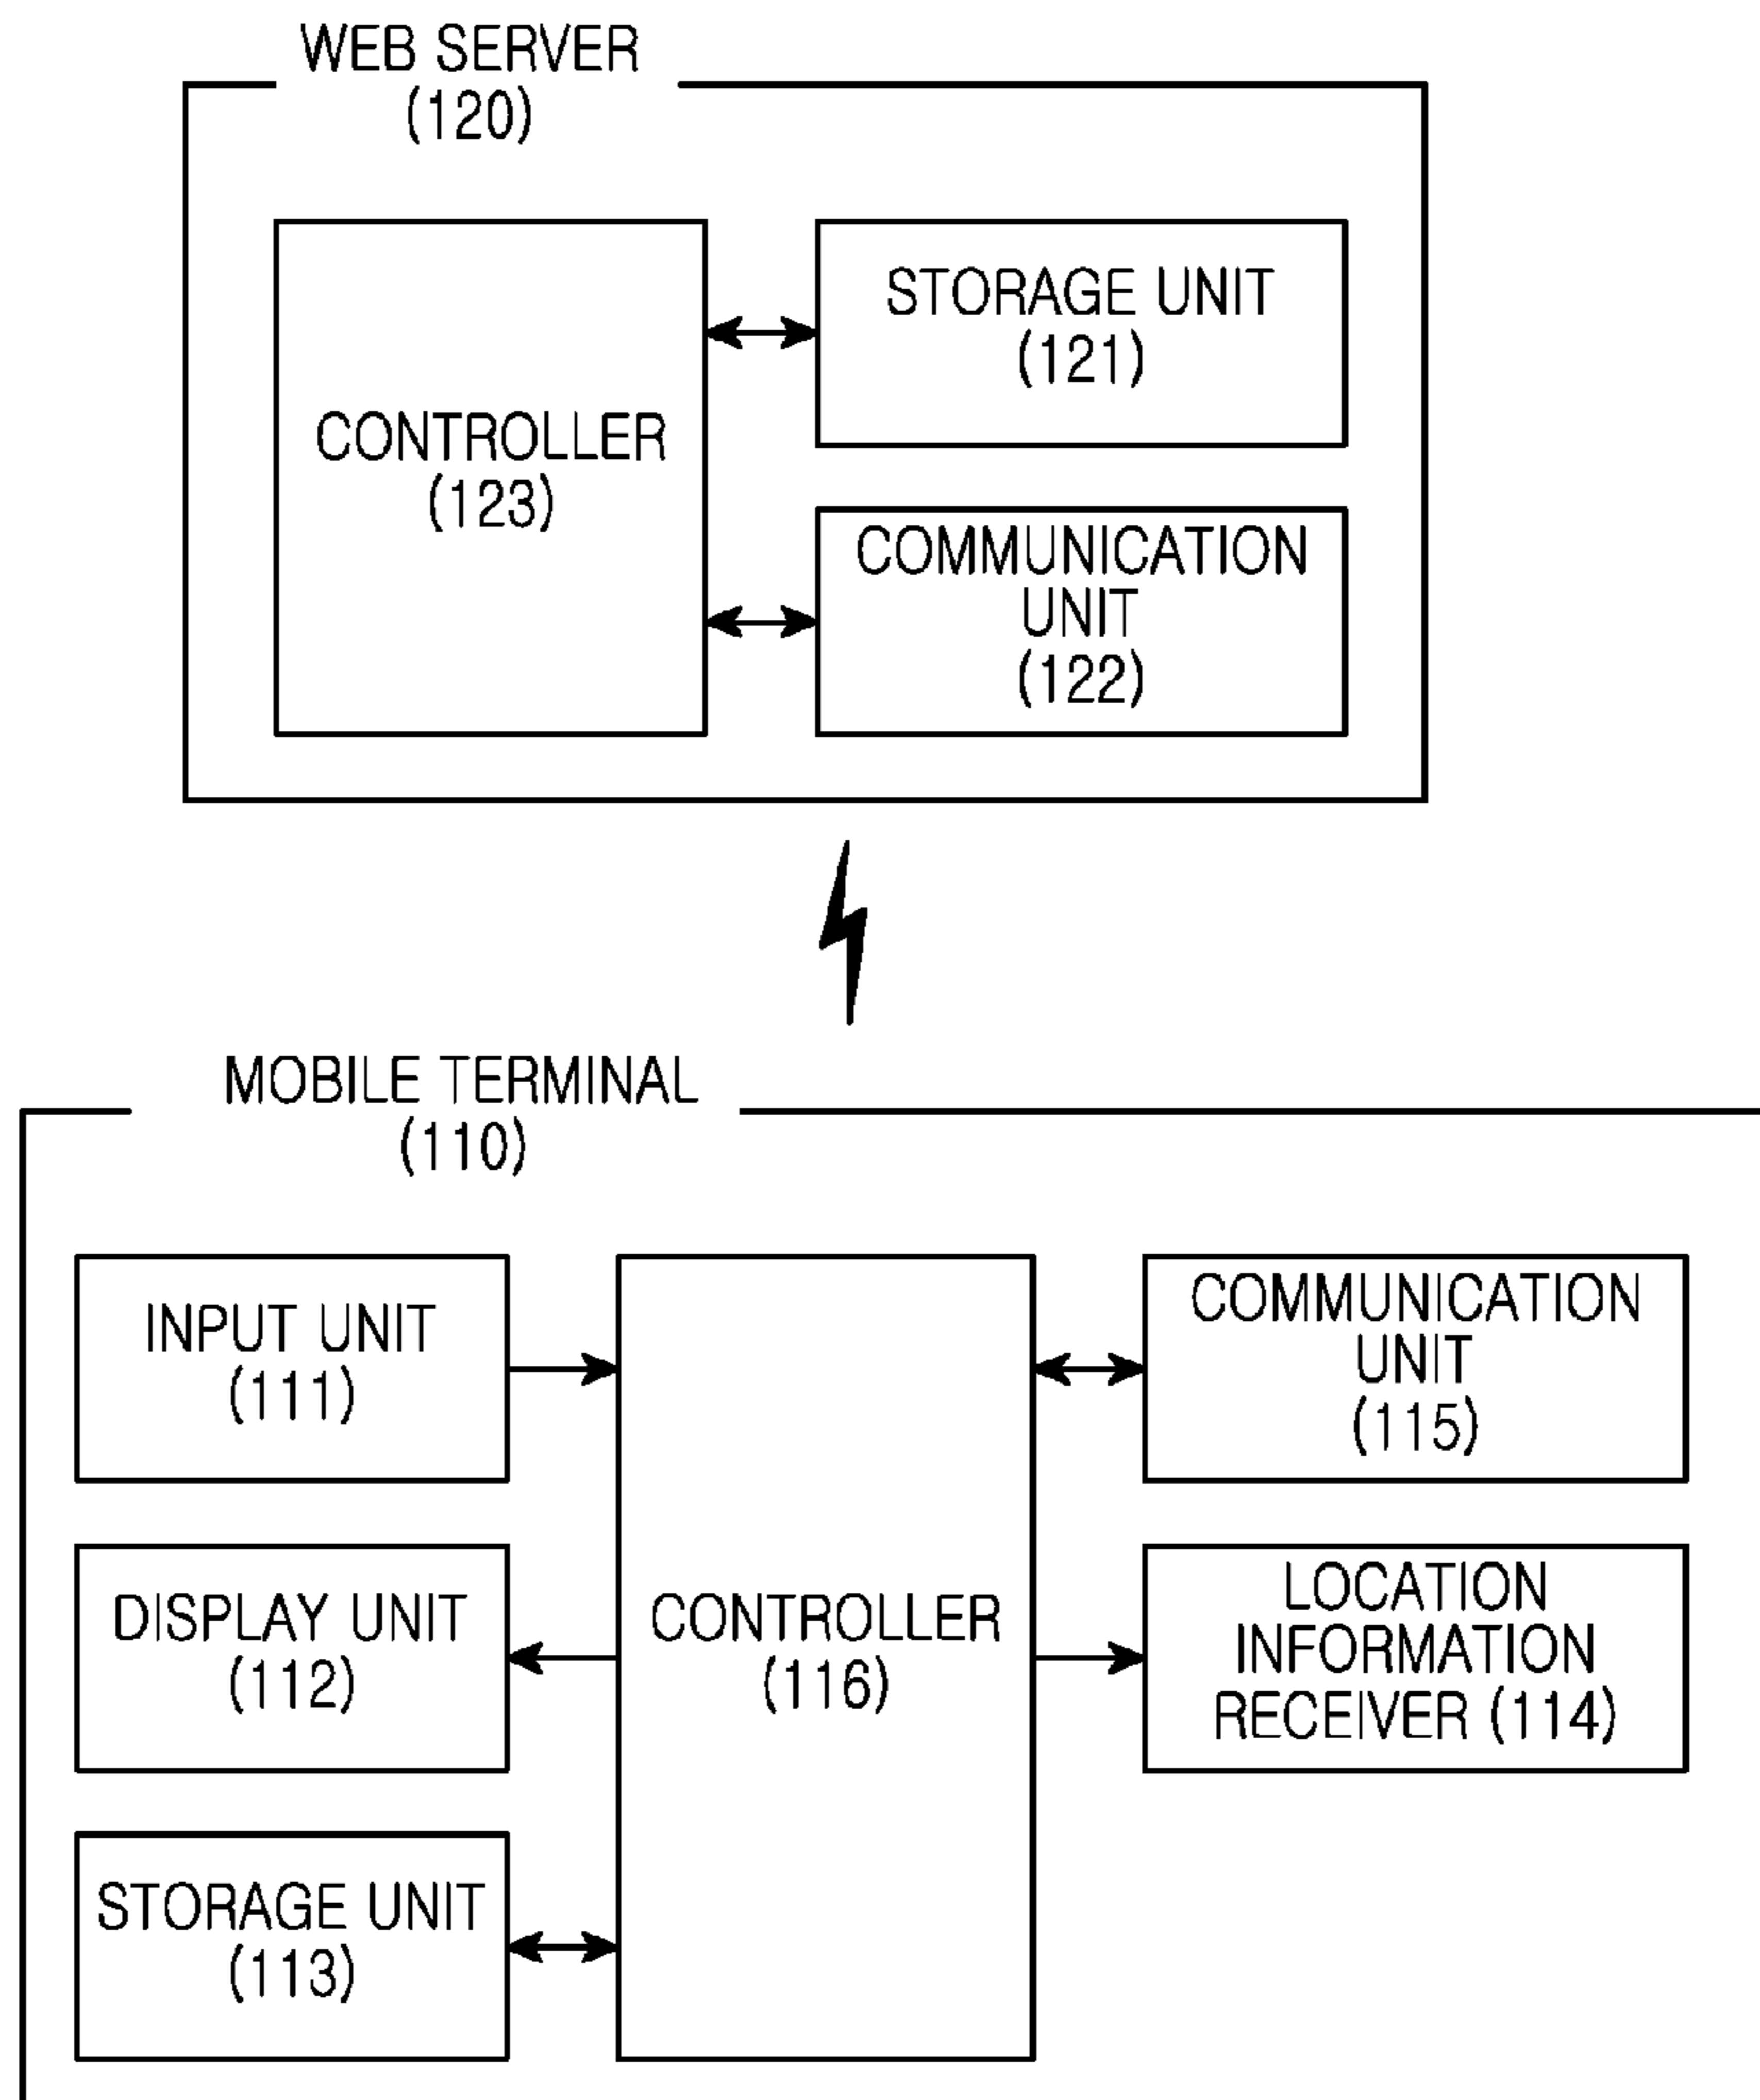 WEB SERVER
(120)
CONTROLLER
(123)
STORAGE UNIT
(121)
COMMUNICATION
UNIT
(122)
MOBILE TERMINAL
(110)
INPUT UNIT
(111)
DISPLAY UNIT
(112)
STORAGE UNIT
(113)
CONTROLLER
(116)
COMMUNICATION
UNIT
(115)
LOCATION
INFORMATION
RECEIVER (114)